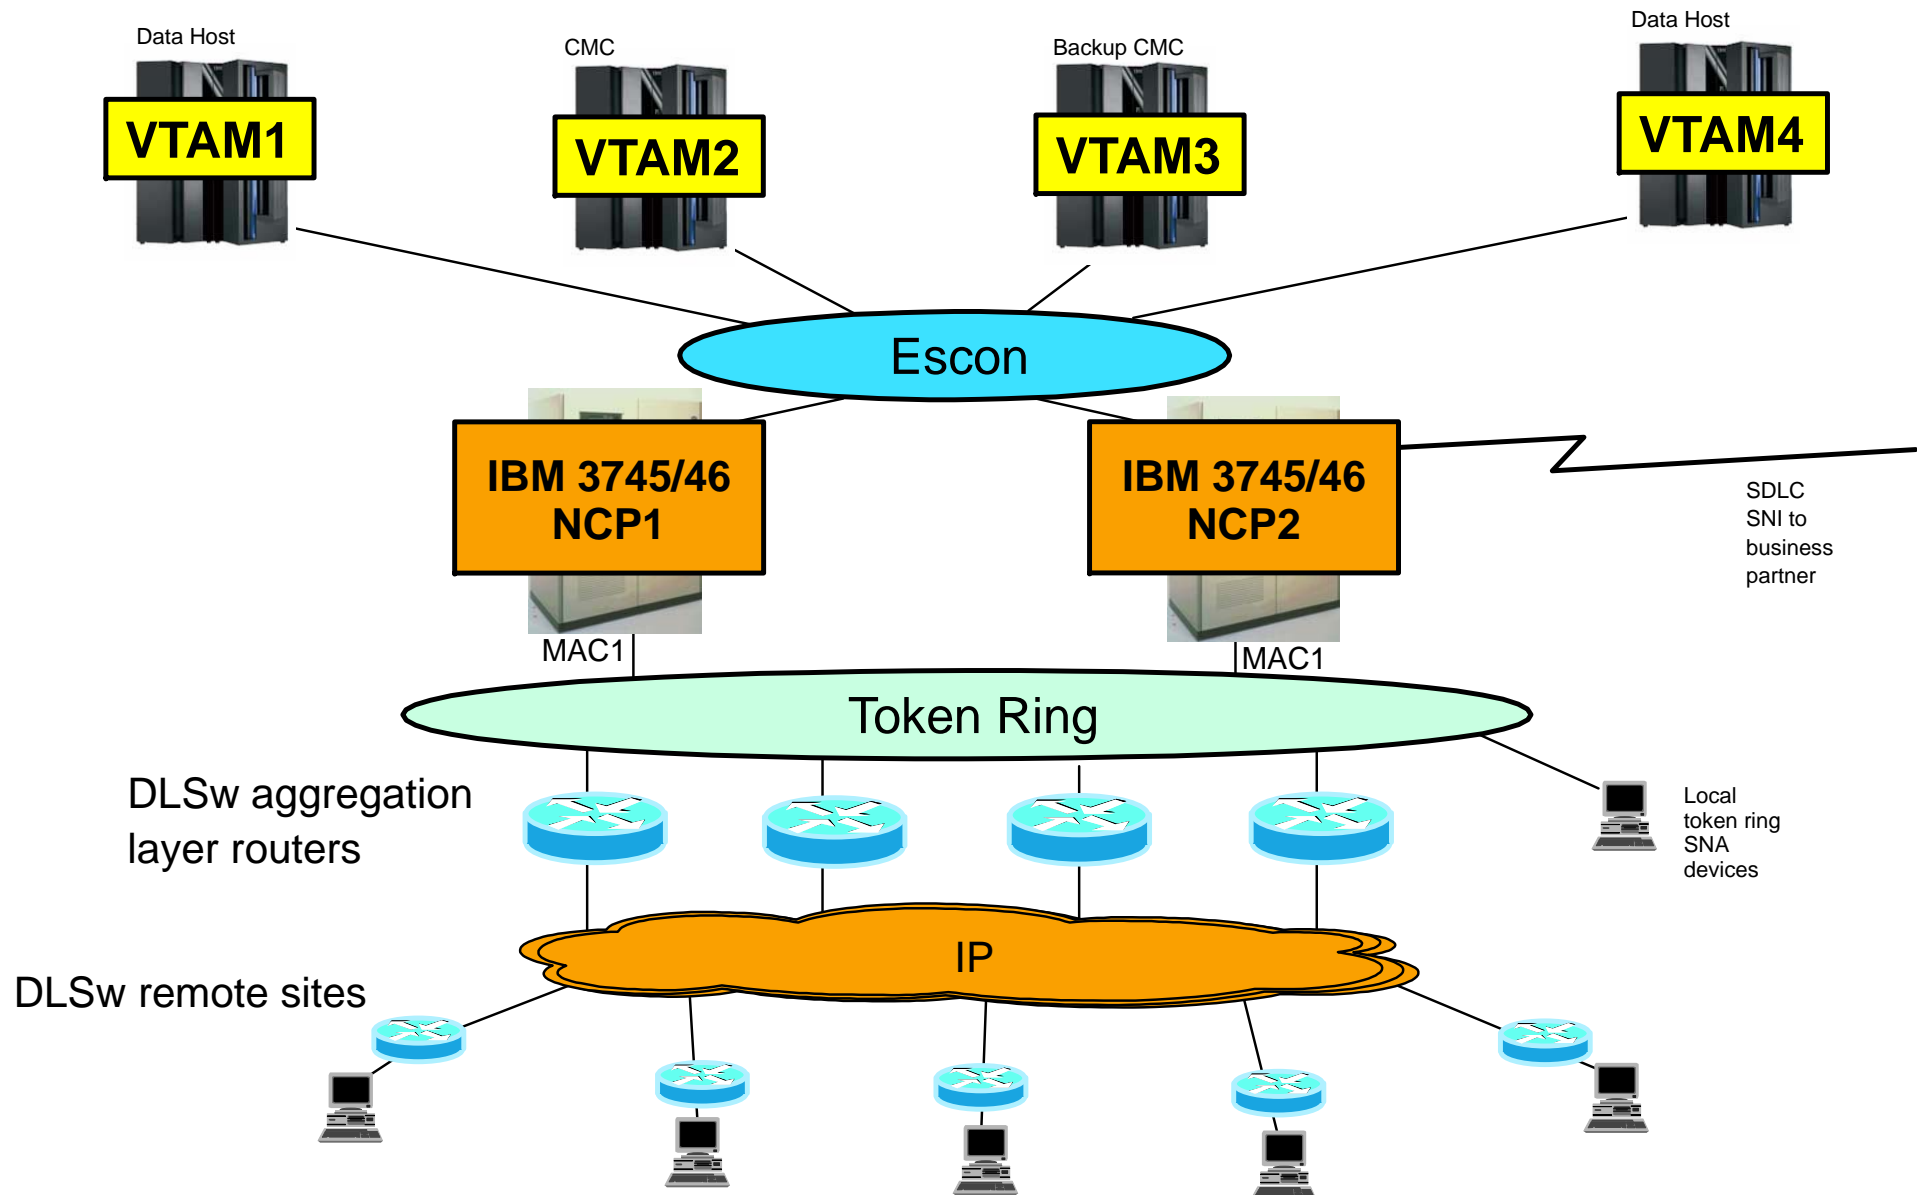 Data Host
CMC
Backup CMC
Data Host
VTAM1
VTAM2
VTAM3
VTAM4
Escon
IBM 3745/46
NCP1
IBM 3745/46
NCP2
SDLC
SNI to
business
partner
MAC1
MAC1
Token Ring
DLSw aggregation
layer routers
Local
token ring
SNA
devices
IP
DLSw remote sites